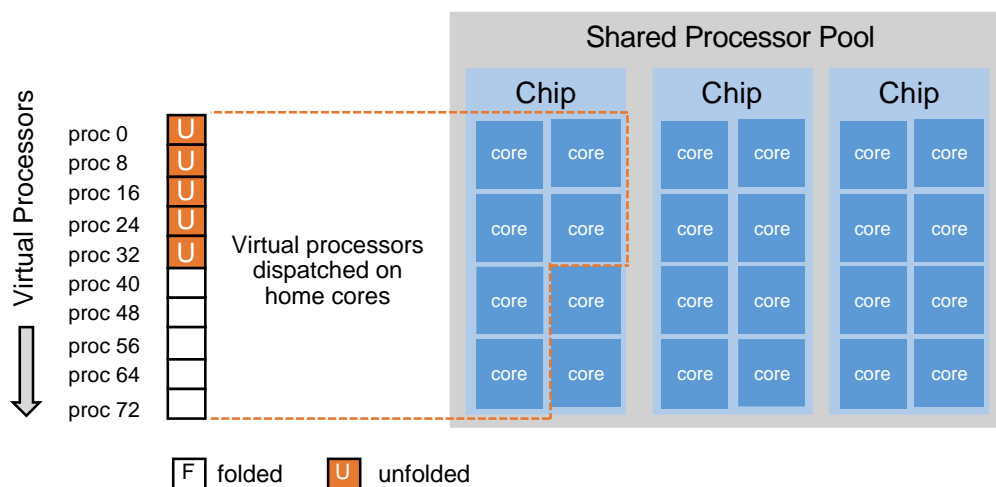 Shared Processor Pool
Chip Chip Chip
Virtual Processors
proc 0 U
proc 8 U
proc 16 U
proc 24 U
proc 32 U
proc 40
proc 48
proc 56
proc 64
proc 72
Virtual processors
dispatched on
home cores
core core core core core core
core core core core core core
core core core core core core
core core core core core core
F folded U unfolded